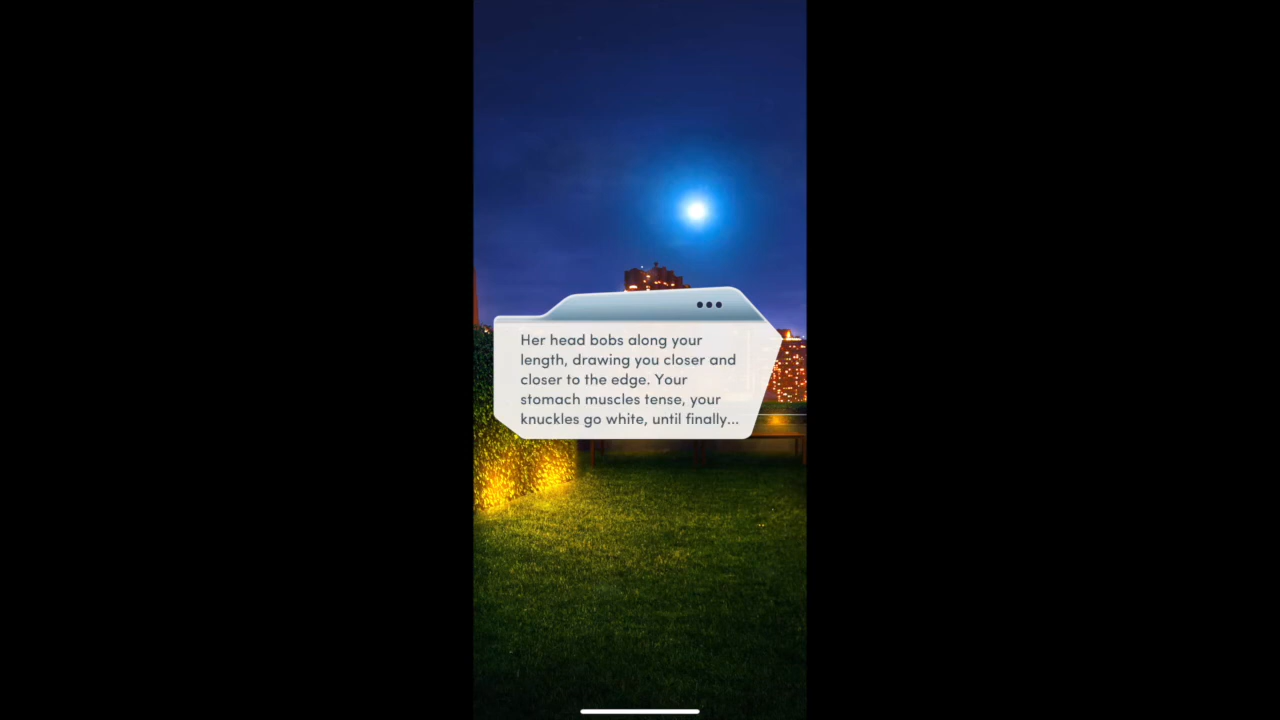 Her head bobs along your
length, drawing you closer and
closer to the edge. Your
stomach muscles tense, your
knuckles go white, until finally...